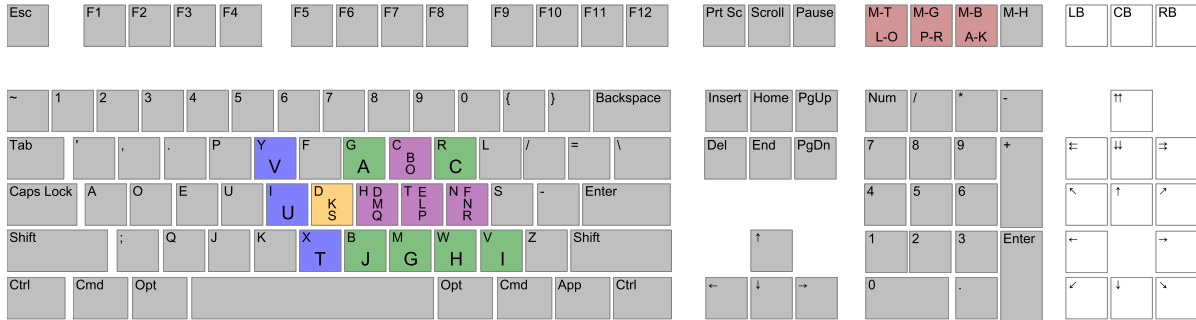 Esc F1 F2 F3 F4 F5 F6 F7 F8 F9 F10 F11 F12 Prt Sc Scroll Pause M-T M-G M-B M-H LB CB RB
L-O P-R A-K
~ 1 2 3 4 5 6 7 8 9 0 { } Backspace Insert Home PgUp Num / * - ⇈
Tab ' , . P Y F G C R L / = \ Del End PgDn 7 8 9 + ⇇ ⇊ ⇉
V A B O C
Caps Lock A O E U I D H T N S - Enter 4 5 6 ↖ ↑ ↗
U K S D M Q E L P F N R
Shift ; Q J K X B M W V Z Shift ↑ 1 2 3 Enter ← →
T J G H I
Ctrl Cmd Opt Opt Cmd App Ctrl ← ↓ → 0 . ↙ ↓ ↘